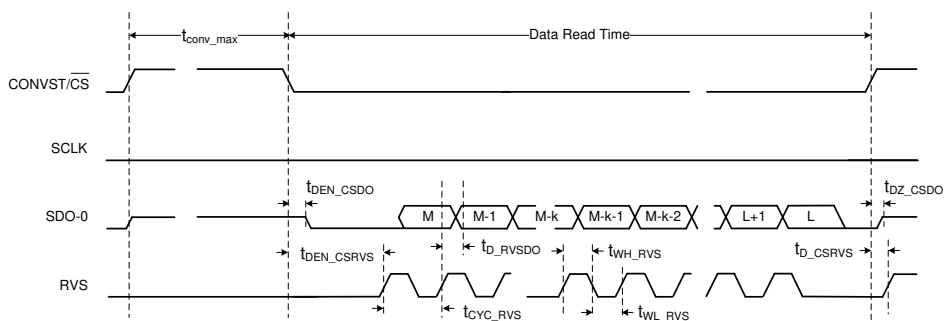 t_conv_max
Data Read Time
CONVST/CS
SCLK
t_DEN_CSDO
t_DZ_CSDO
SDO-0
M
M-1
M-k
M-k-1
M-k-2
L+1
L
t_DEN_CSRVS
t_D_RVSDO
t_WH_RVS
t_D_CSRVS
RVS
t_CYC_RVS
t_WL_RVS